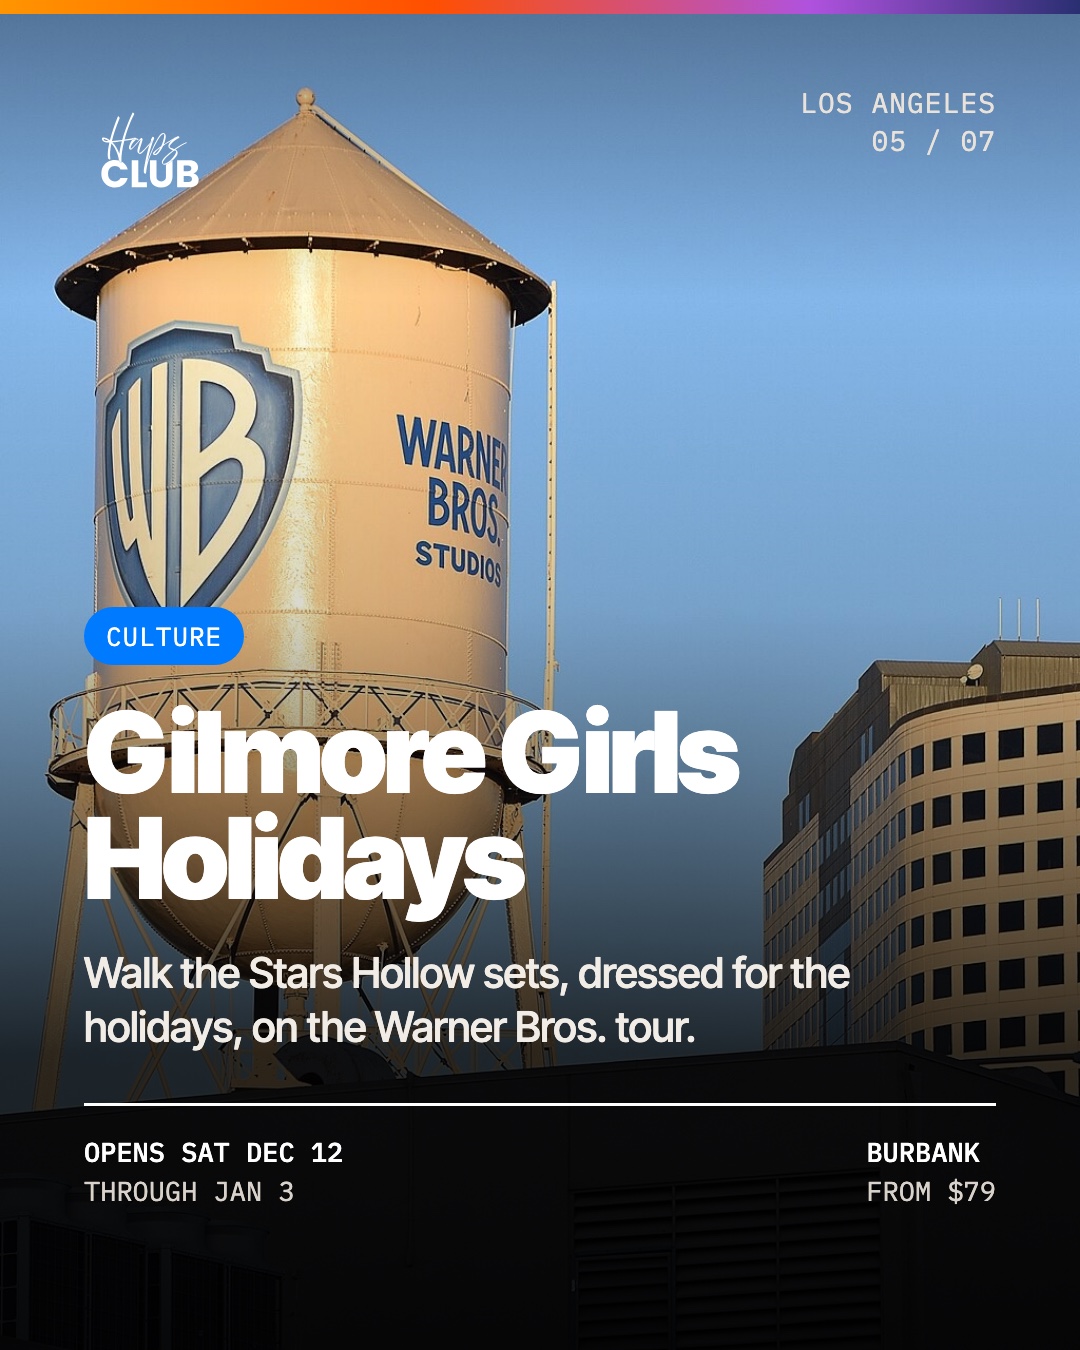 Haps
CLUB
LOS ANGELES
05 / 07
WB
WARNER
BROS.
STUDIOS
CULTURE
Gilmore Girls
Holidays
Walk the Stars Hollow sets, dressed for the
holidays, on the Warner Bros. tour.
OPENS SAT DEC 12
THROUGH JAN 3
BURBANK
FROM $79